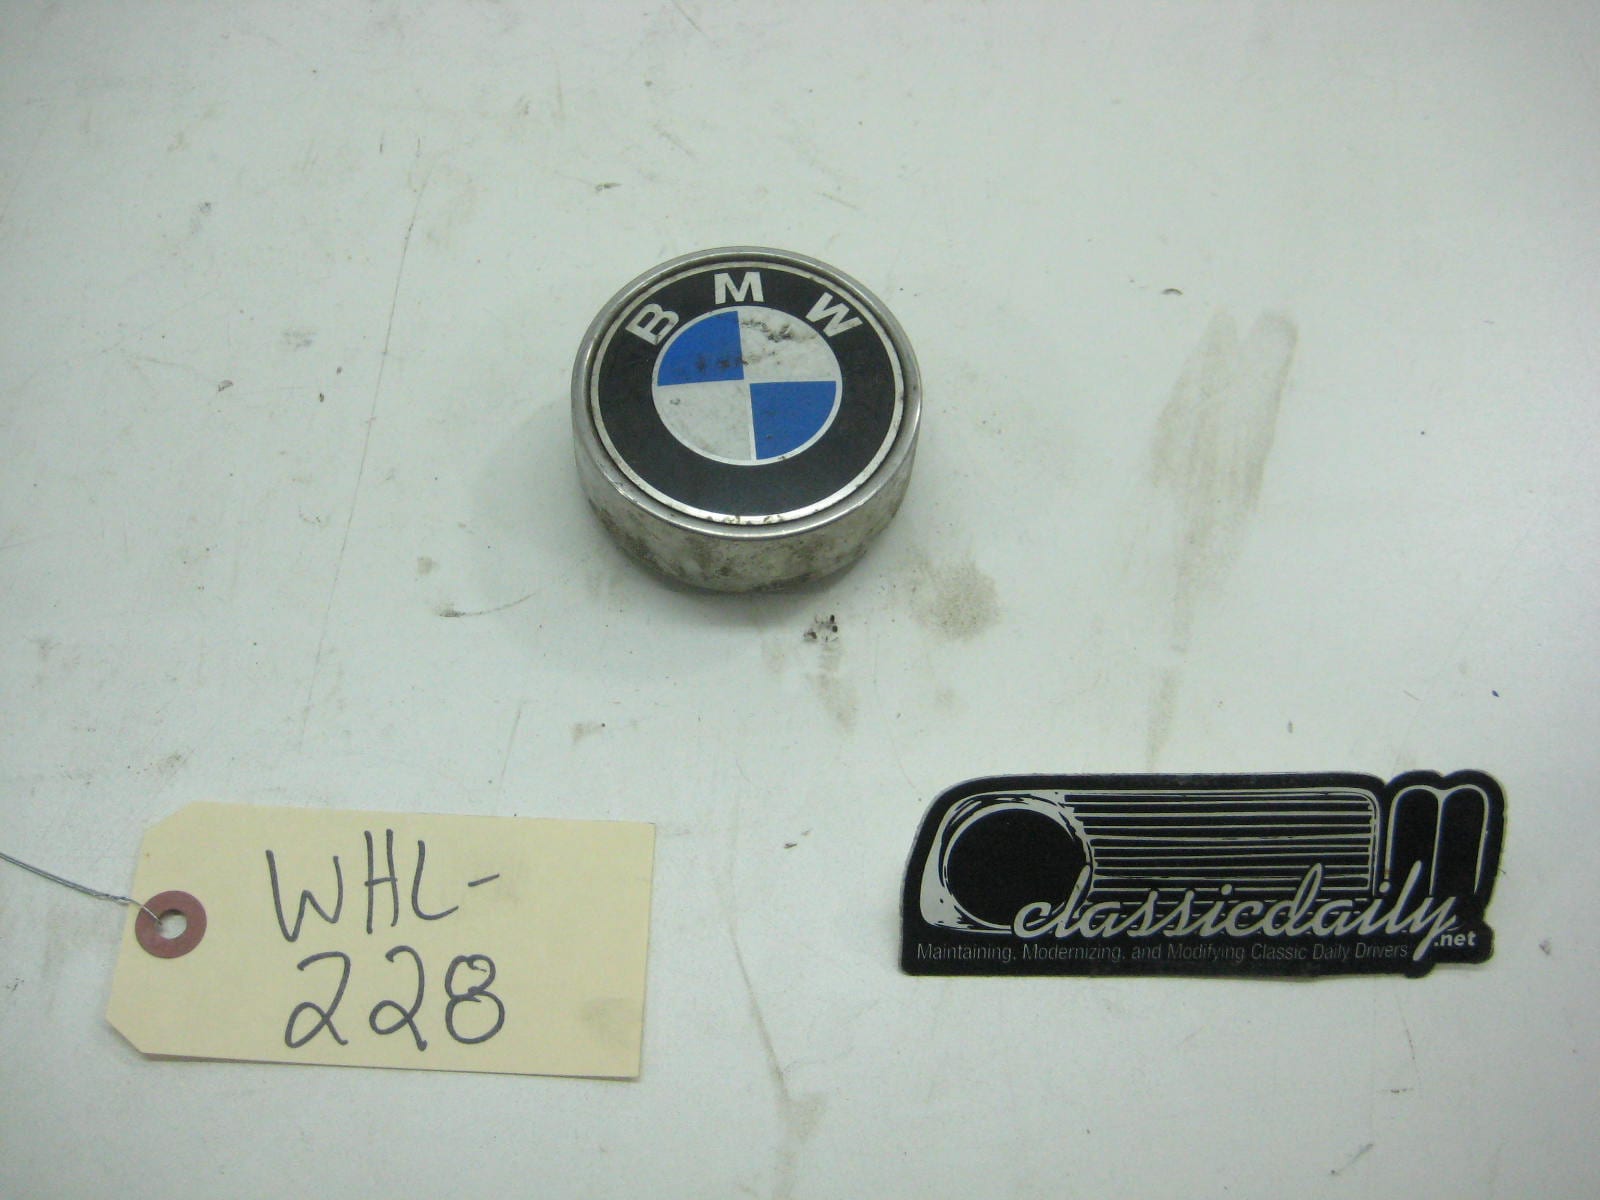 BMW
WHL-
228
classicdaily
.net
Maintaining, Modernizing, and Modifying Classic Daily Drivers